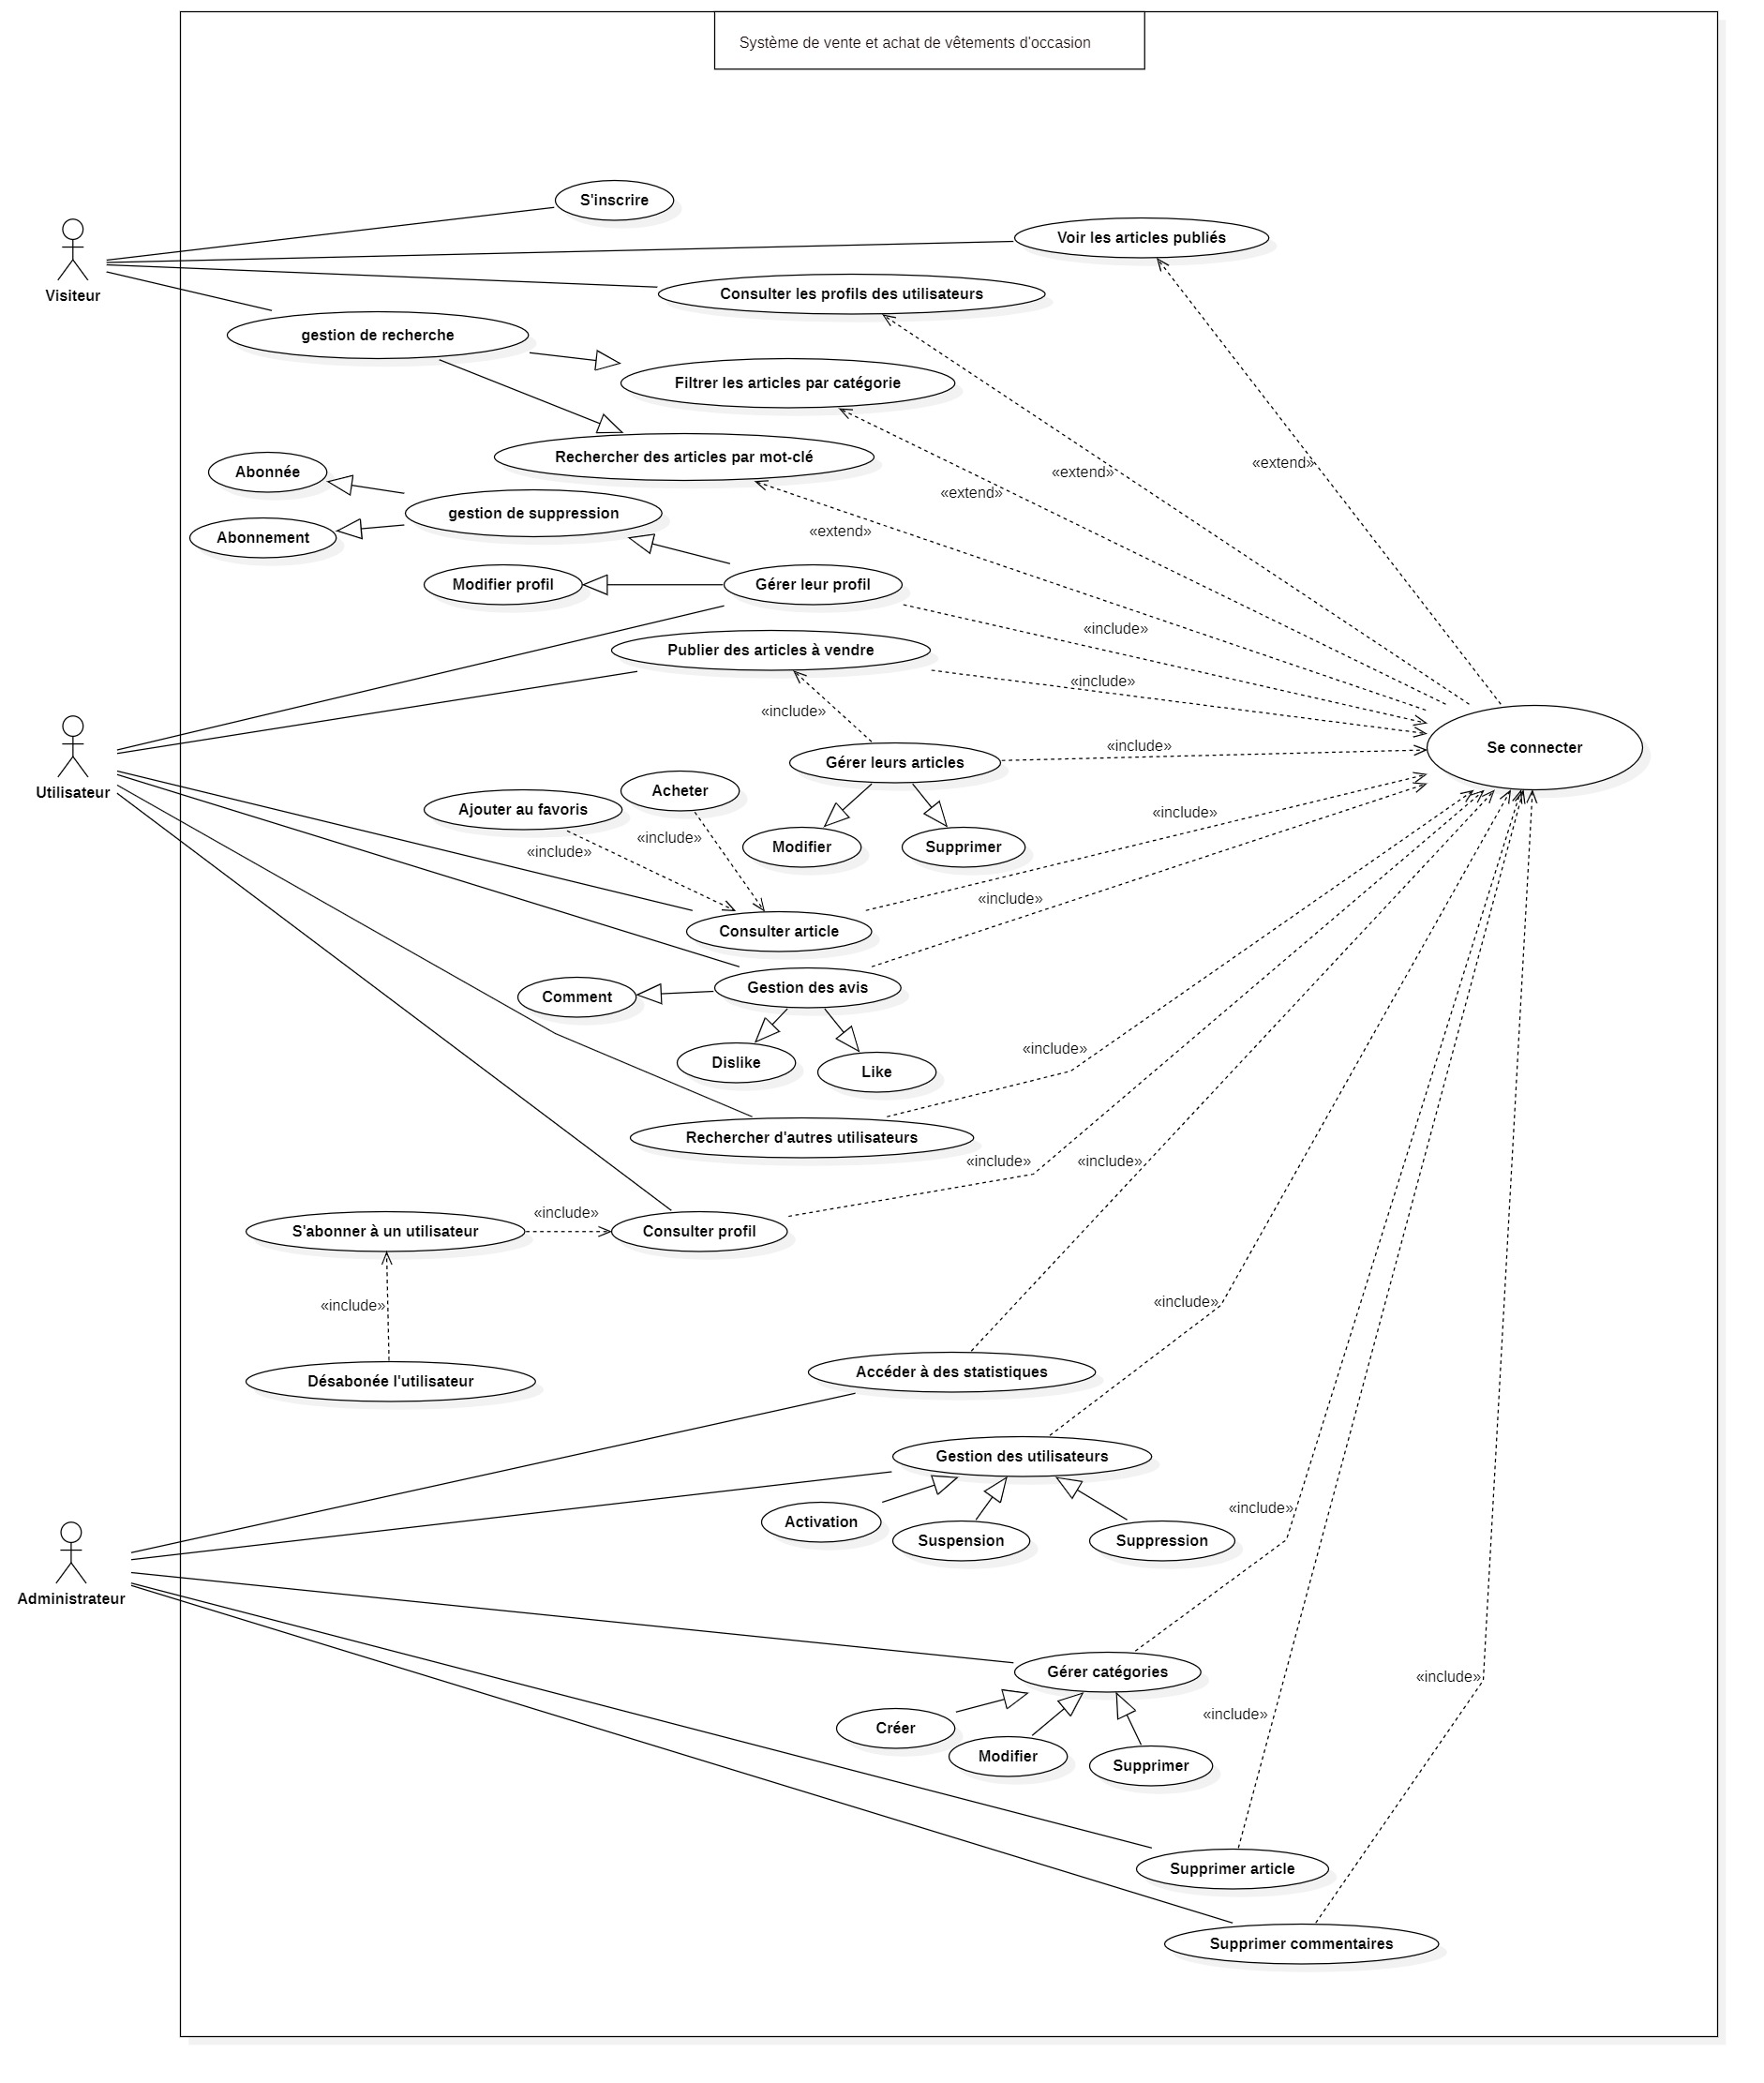 Système de vente et achat de vêtements d'occasion
S'inscrire
Voir les articles publiés
Visiteur
Consulter les profils des utilisateurs
gestion de recherche
Filtrer les articles par catégorie
Rechercher des articles par mot-clé
«extend»
«extend»
«extend»
«extend»
Abonnée
gestion de suppression
Abonnement
Modifier profil
Gérer leur profil
«include»
Publier des articles à vendre
«include»
«include»
Utilisateur
Gérer leurs articles
«include»
Se connecter
Acheter
Ajouter au favoris
«include»
«include»
«include»
Modifier
Supprimer
«include»
Consulter article
Gestion des avis
Comment
Dislike
Like
«include»
Rechercher d'autres utilisateurs
«include»
«include»
S'abonner à un utilisateur
«include»
Consulter profil
«include»
«include»
Désabonée l'utilisateur
Accéder à des statistiques
Gestion des utilisateurs
Activation
Suspension
Suppression
«include»
Administrateur
Gérer catégories
«include»
«include»
Créer
Modifier
Supprimer
Supprimer article
Supprimer commentaires